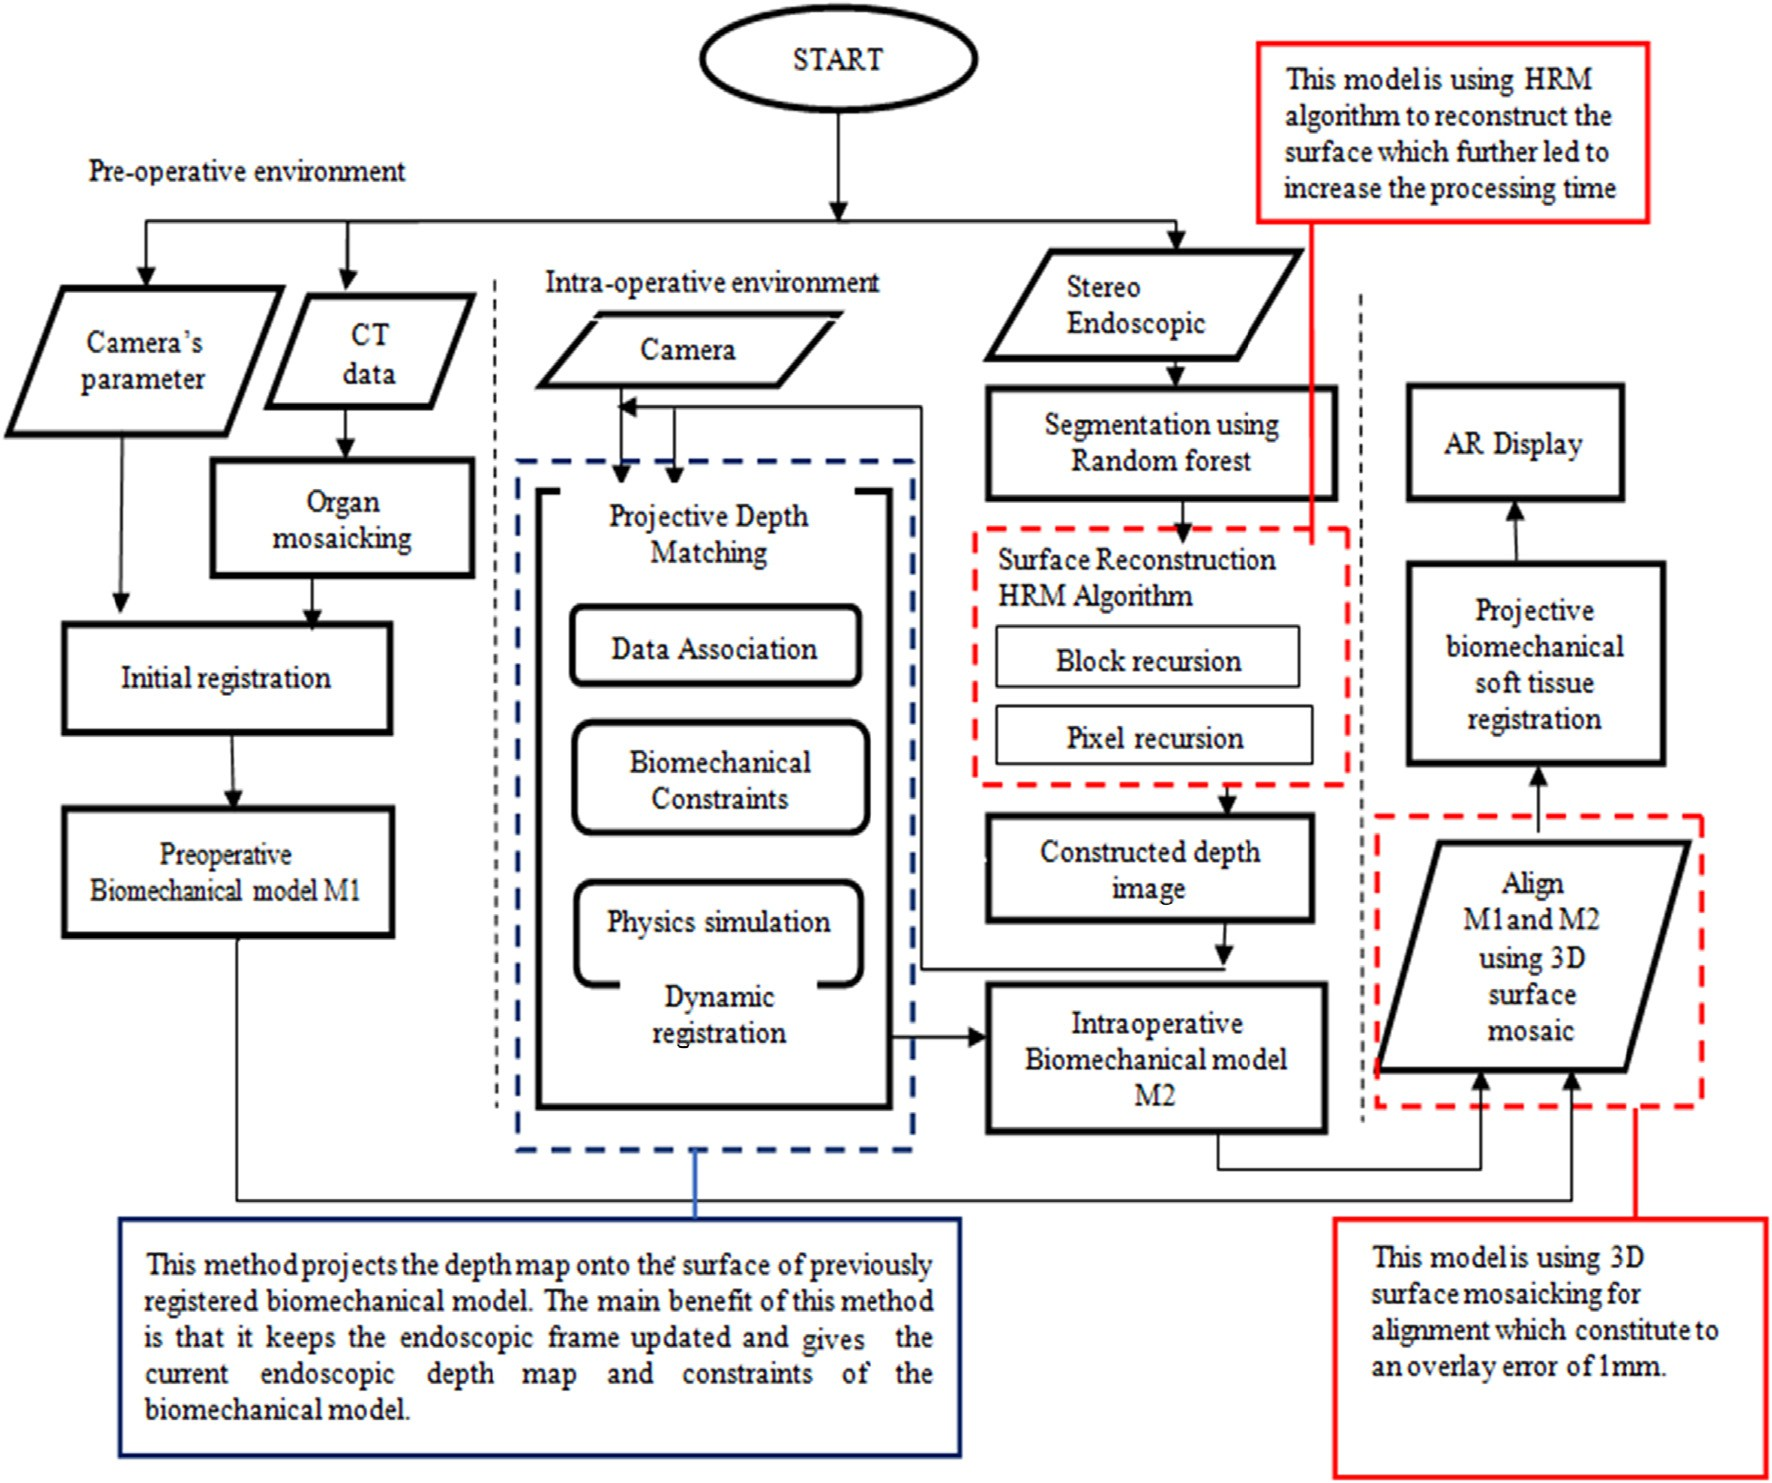 START
This model is using HRM
algorithm to reconstruct the
surface which further led to
increase the processing time
Pre-operative environment
Camera's
parameter
CT
data
Organ
mosaicking
Initial registration
Preoperative
Biomechanical model M1
Intra-operative environment
Camera
Projective Depth
Matching
Data Association
Biomechanical
Constraints
Physics simulation
Dynamic
registration
Stereo
Endoscopic
Segmentation using
Random forest
Surface Reconstruction
HRM Algorithm
Block recursion
Pixel recursion
Constructed depth
image
Intraoperative
Biomechanical model
M2
AR Display
Projective
biomechanical
soft tissue
registration
Align
M1and M2
using 3D
surface
mosaic
This method projects the depth map onto the surface of previously
registered biomechanical model. The main benefit of this method
is that it keeps the endoscopic frame updated and gives the
current endoscopic depth map and constraints of the
biomechanical model.
This model is using 3D
surface mosaicking for
alignment which constitute to
an overlay error of 1mm.